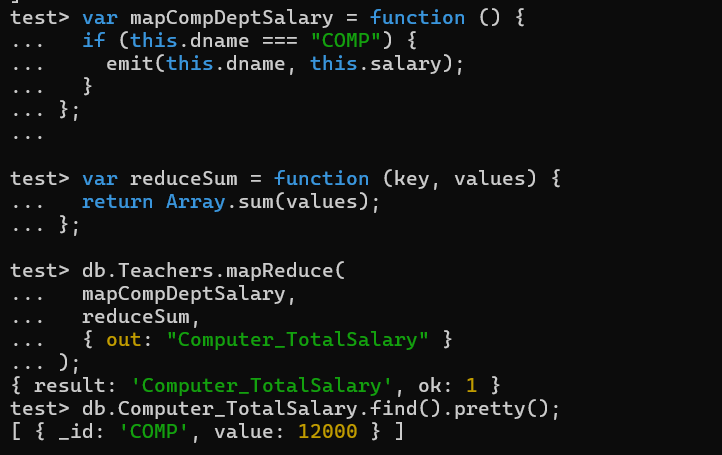 ]
test> var mapCompDeptSalary = function () {
...   if (this.dname === "COMP") {
...     emit(this.dname, this.salary);
...   }
... };
...
test> var reduceSum = function (key, values) {
...   return Array.sum(values);
... };
test> db.Teachers.mapReduce(
...   mapCompDeptSalary,
...   reduceSum,
...   { out: "Computer_TotalSalary" }
... );
{ result: 'Computer_TotalSalary', ok: 1 }
test> db.Computer_TotalSalary.find().pretty();
[ { _id: 'COMP', value: 12000 } ]